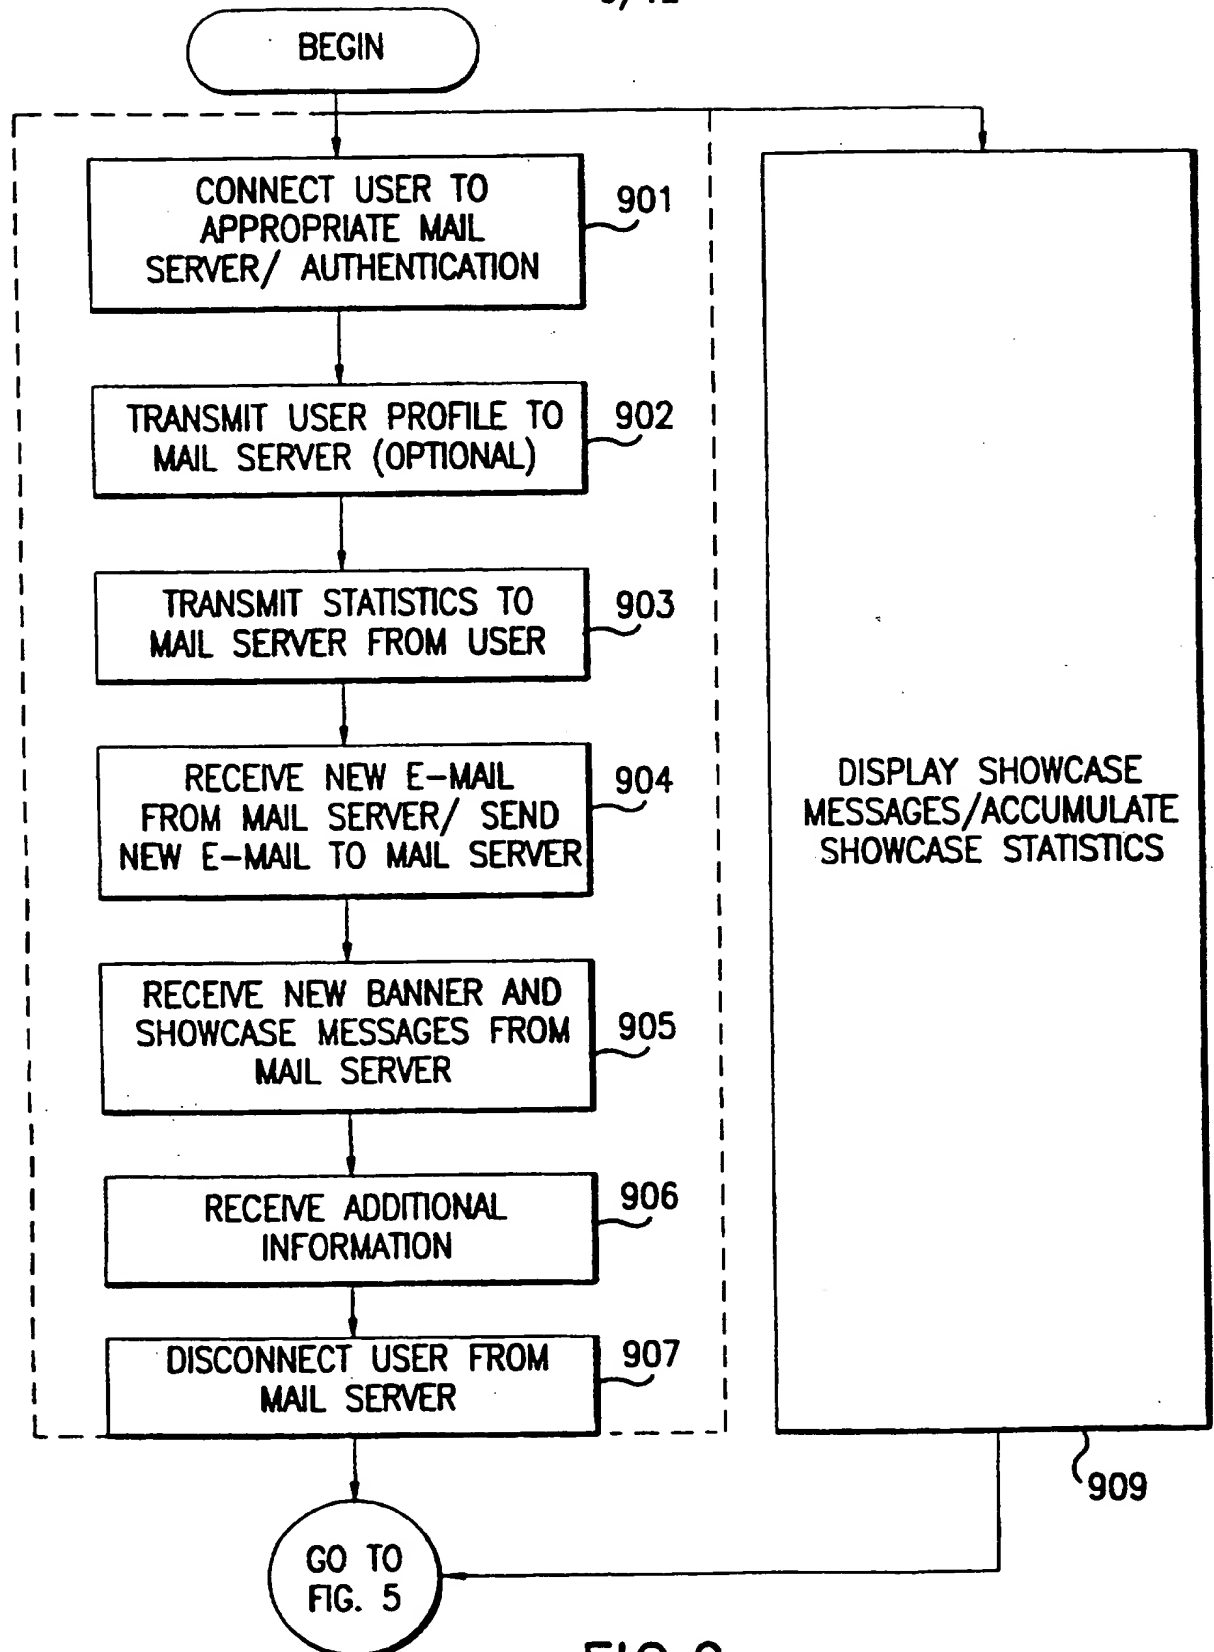 BEGIN
CONNECT USER TO
APPROPRIATE MAIL
SERVER/ AUTHENTICATION
901
TRANSMIT USER PROFILE TO
MAIL SERVER (OPTIONAL)
902
TRANSMIT STATISTICS TO
MAIL SERVER FROM USER
903
RECEIVE NEW E-MAIL
FROM MAIL SERVER/ SEND
NEW E-MAIL TO MAIL SERVER
904
RECEIVE NEW BANNER AND
SHOWCASE MESSAGES FROM
MAIL SERVER
905
RECEIVE ADDITIONAL
INFORMATION
906
DISCONNECT USER FROM
MAIL SERVER
907
DISPLAY SHOWCASE
MESSAGES/ACCUMULATE
SHOWCASE STATISTICS
909
GO TO
FIG. 5